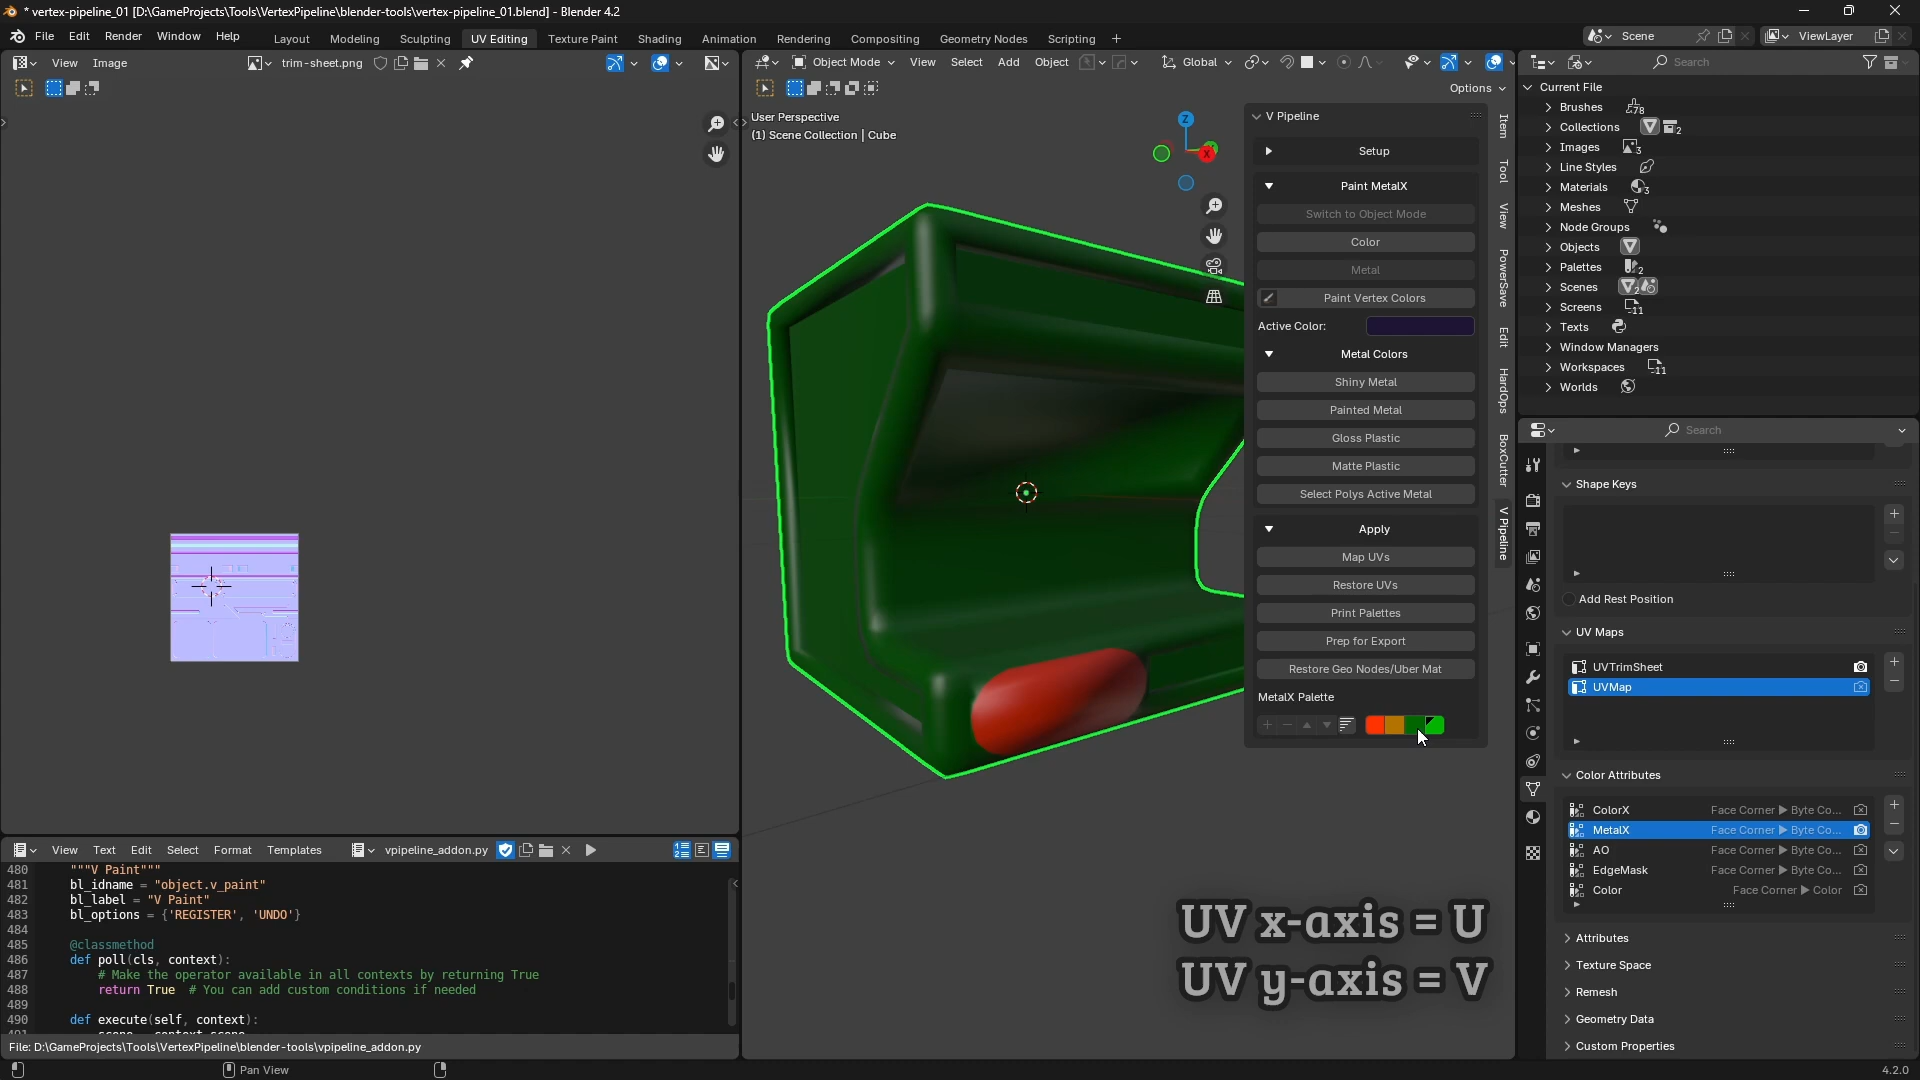 * vertex-pipeline_01 [D:\GameProjects\Tools\VertexPipeline\blender-tools\vertex-pipeline_01.blend] - Blender 4.2
File Edit Render Window Help
Layout Modeling Sculpting UV Editing Texture Paint Shading Animation Rendering Compositing Geometry Nodes Scripting +
Scene
ViewLayer
View Image
trim-sheet.png
Object Mode View Select Add Object
Global
Options
User Perspective
(1) Scene Collection | Cube
Z
X
V Pipeline
Setup
Paint MetalX
Switch to Object Mode
Color
Metal
Paint Vertex Colors
Active Color:
Metal Colors
Shiny Metal
Painted Metal
Gloss Plastic
Matte Plastic
Select Polys Active Metal
Apply
Map UVs
Restore UVs
Print Palettes
Prep for Export
Restore Geo Nodes/Uber Mat
MetalX Palette
Item
Tool
View
PowerSave
Edit
HardOps
BoxCutter
V Pipeline
UV x-axis = U
UV y-axis = V
Search
Current File
Brushes 78
Collections 2
Images 3
Line Styles
Materials 3
Meshes
Node Groups
Objects
Palettes 2
Scenes 2
Screens 11
Texts
Window Managers
Workspaces 11
Worlds
Search
Shape Keys
Add Rest Position
UV Maps
UVTrimSheet
UVMap
Color Attributes
ColorX Face Corner ▶ Byte Co...
MetalX Face Corner ▶ Byte Co...
AO Face Corner ▶ Byte Co...
EdgeMask Face Corner ▶ Byte Co...
Color Face Corner ▶ Color
Attributes
Texture Space
Remesh
Geometry Data
Custom Properties
View Text Edit Select Format Templates
vpipeline_addon.py
480 """V Paint"""
481 bl_idname = "object.v_paint"
482 bl_label = "V Paint"
483 bl_options = {'REGISTER', 'UNDO'}
484
485 @classmethod
486 def poll(cls, context):
487 # Make the operator available in all contexts by returning True
488 return True # You can add custom conditions if needed
489
490 def execute(self, context):
File: D:\GameProjects\Tools\VertexPipeline\blender-tools\vpipeline_addon.py
Pan View
4.2.0